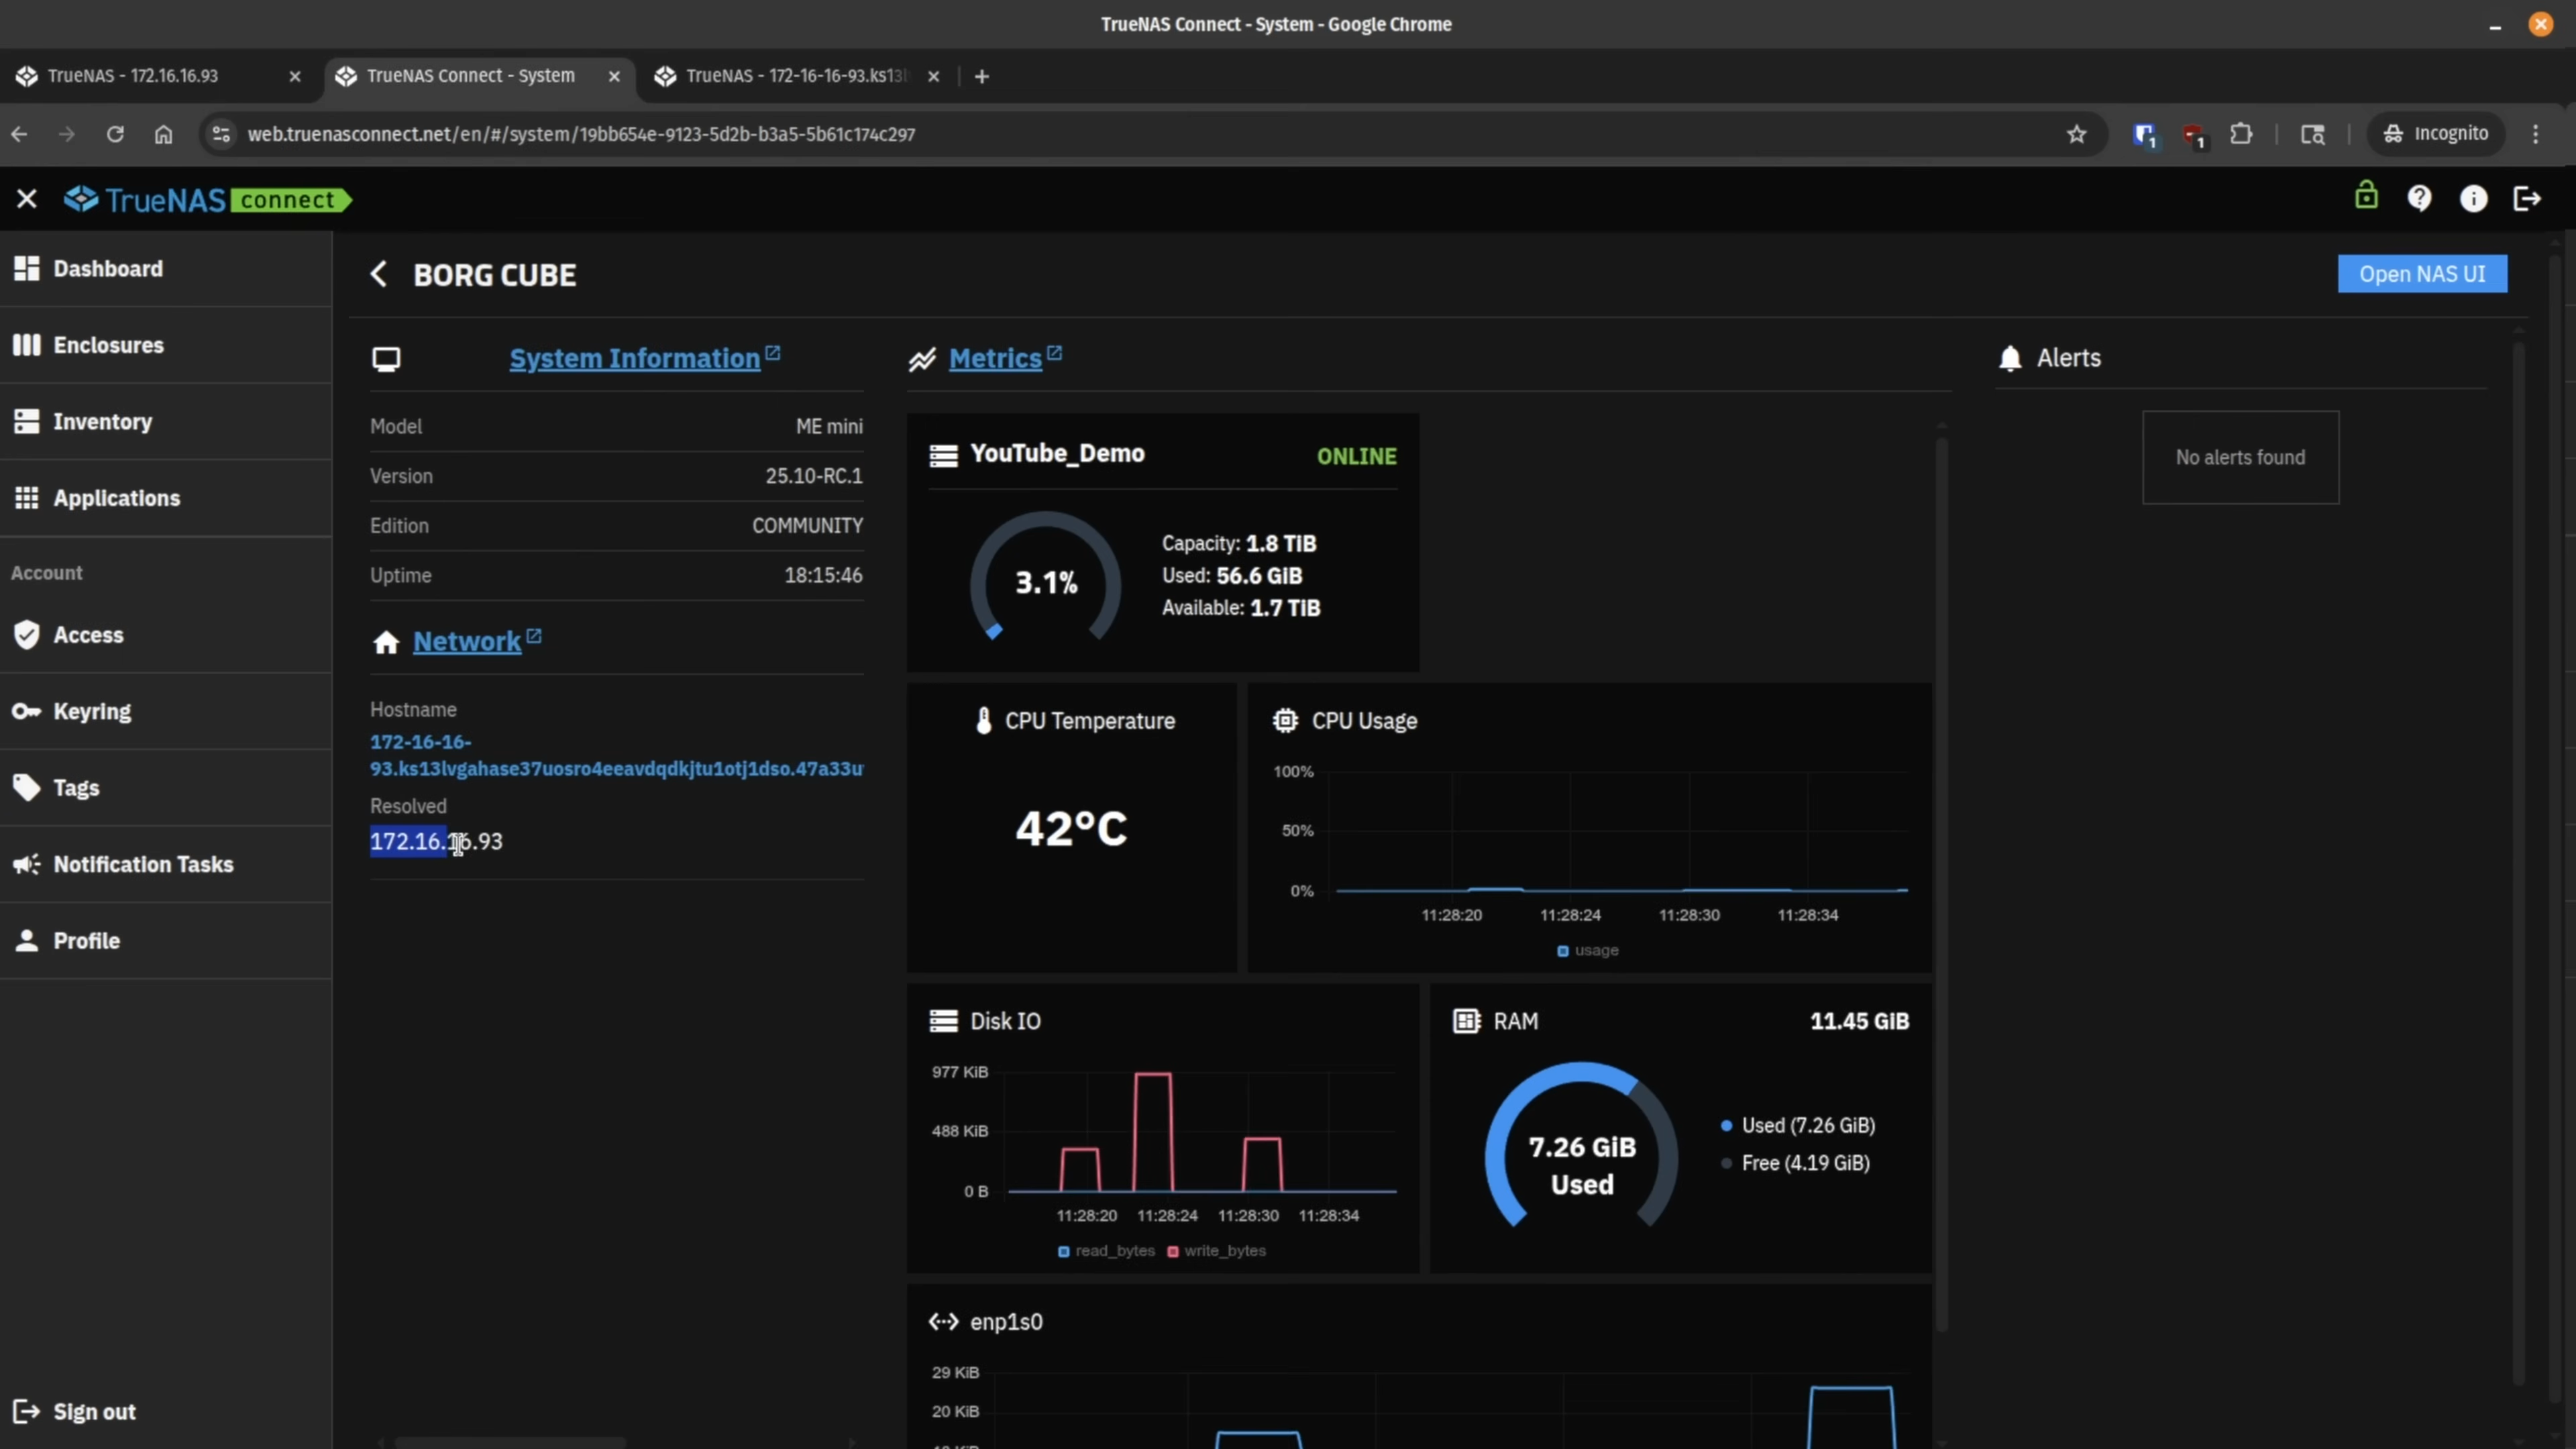 TrueNAS Connect - System - Google Chrome
TrueNAS - 172.16.16.93
TrueNAS Connect - System
TrueNAS - 172-16-16-93.ks13l
web.truenasconnect.net/en/#/system/19bb654e-9123-5d2b-b3a5-5b61c174c297
1
1
Incognito
TrueNAS connect
Dashboard
Enclosures
Inventory
Applications
Account
Access
Keyring
Tags
Notification Tasks
Profile
Sign out
BORG CUBE
Open NAS UI
System Information
Model ME mini
Version 25.10-RC.1
Edition COMMUNITY
Uptime 18:15:46
Network
Hostname
172-16-16-
93.ks13lvgahase37uosro4eeavdqdkjtu1otj1dso.47a33u
Resolved
172.16.16.93
Metrics
YouTube_Demo ONLINE
3.1%
Capacity: 1.8 TiB
Used: 56.6 GiB
Available: 1.7 TiB
CPU Temperature
42°C
CPU Usage
100%
50%
0%
11:28:20 11:28:24 11:28:30 11:28:34
usage
Disk IO
977 KiB
488 KiB
0 B
11:28:20 11:28:24 11:28:30 11:28:34
read_bytes write_bytes
RAM 11.45 GiB
7.26 GiB
Used
Used (7.26 GiB)
Free (4.19 GiB)
enp1s0
29 KiB
20 KiB
Alerts
No alerts found